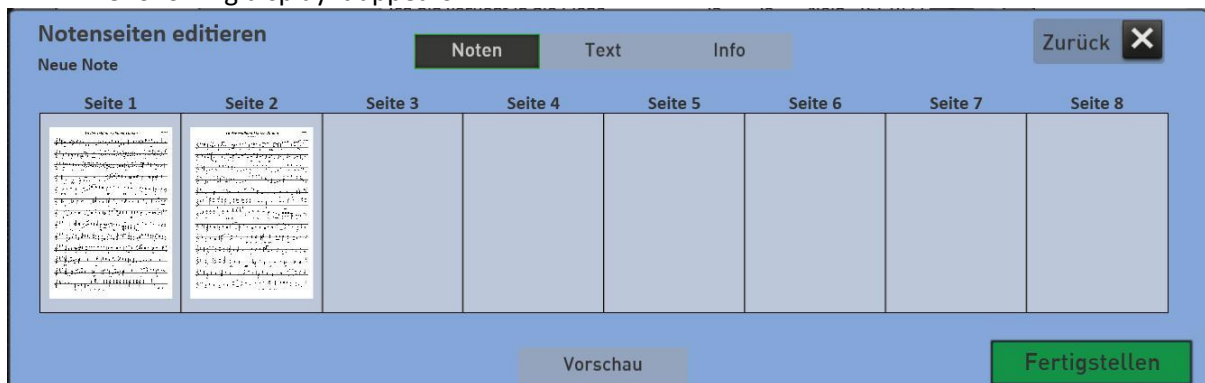 Notenseiten editieren
Neue Note
Noten Text Info
Zurück
Seite 1 Seite 2 Seite 3 Seite 4 Seite 5 Seite 6 Seite 7 Seite 8
Vorschau
Fertigstellen